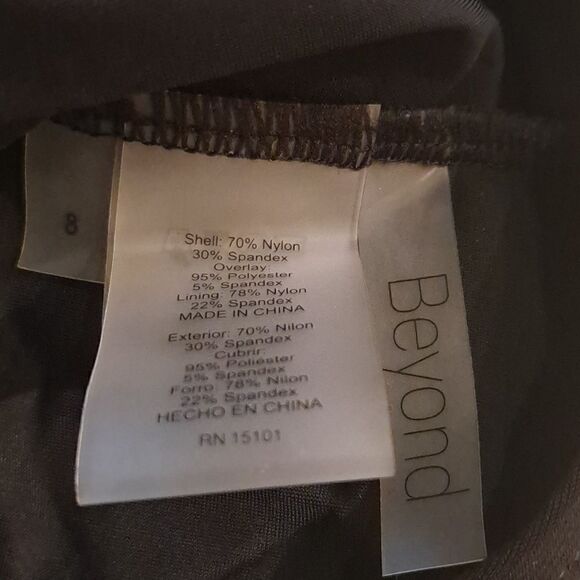 8
Shell: 70% Nylon
30% Spandex
Overlay:
95% Polyester
5% Spandex
Lining: 78% Nylon
22% Spandex
MADE IN CHINA
Exterior: 70% Nilon
30% Spandex
Cubrir:
95% Poliéster
5% Spandex
Forro: 78% Nilon
22% Spandex
HECHO EN CHINA
RN 15101
Beyond